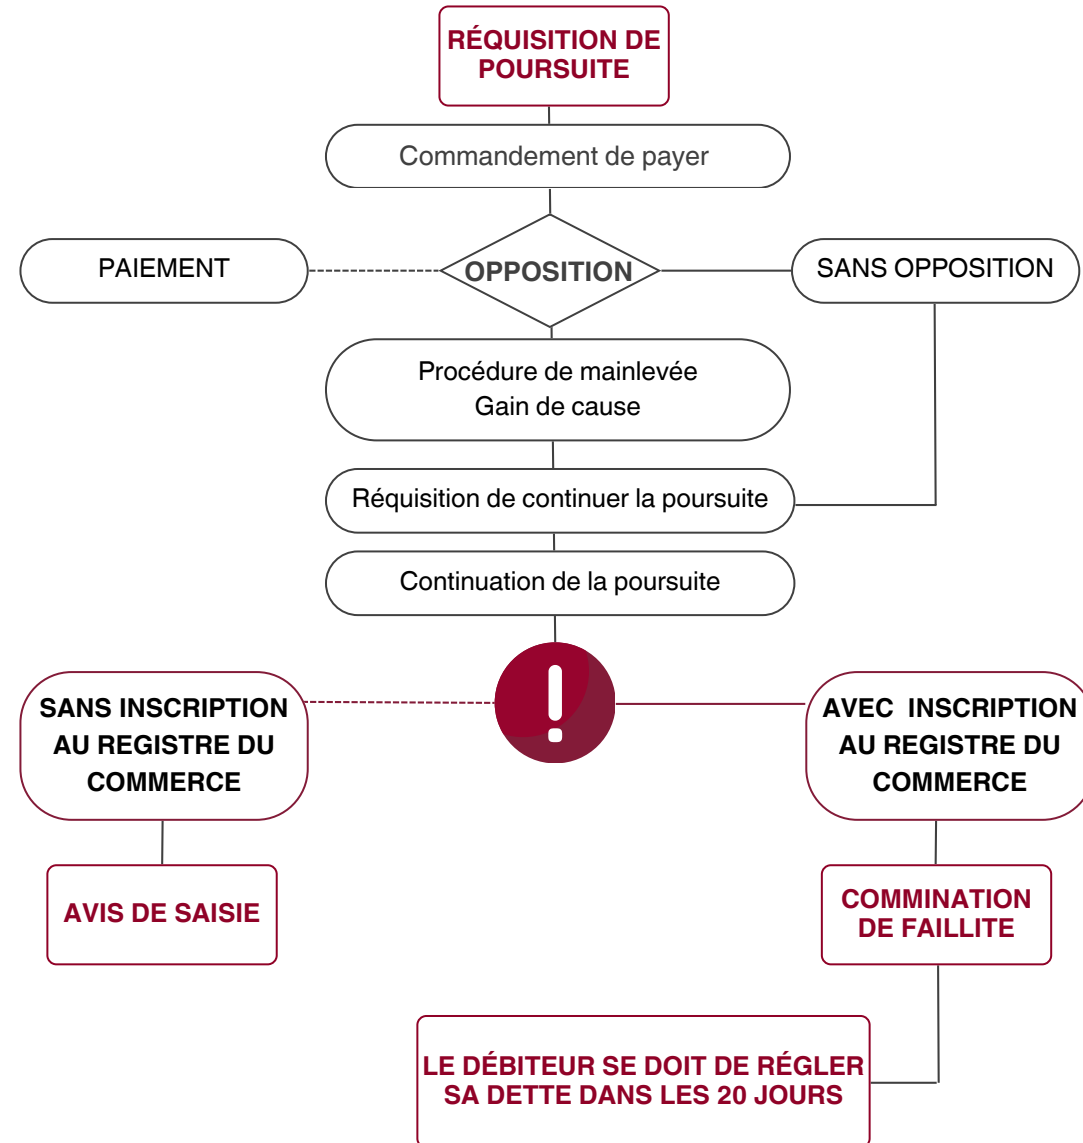 RÉQUISITION DE
POURSUITE
Commandement de payer
PAIEMENT
OPPOSITION
SANS OPPOSITION
Procédure de mainlevée
Gain de cause
Réquisition de continuer la poursuite
Continuation de la poursuite
SANS INSCRIPTION
AU REGISTRE DU
COMMERCE
AVEC  INSCRIPTION
AU REGISTRE DU
COMMERCE
AVIS DE SAISIE
COMMINATION
DE FAILLITE
LE DÉBITEUR SE DOIT DE RÉGLER
SA DETTE DANS LES 20 JOURS